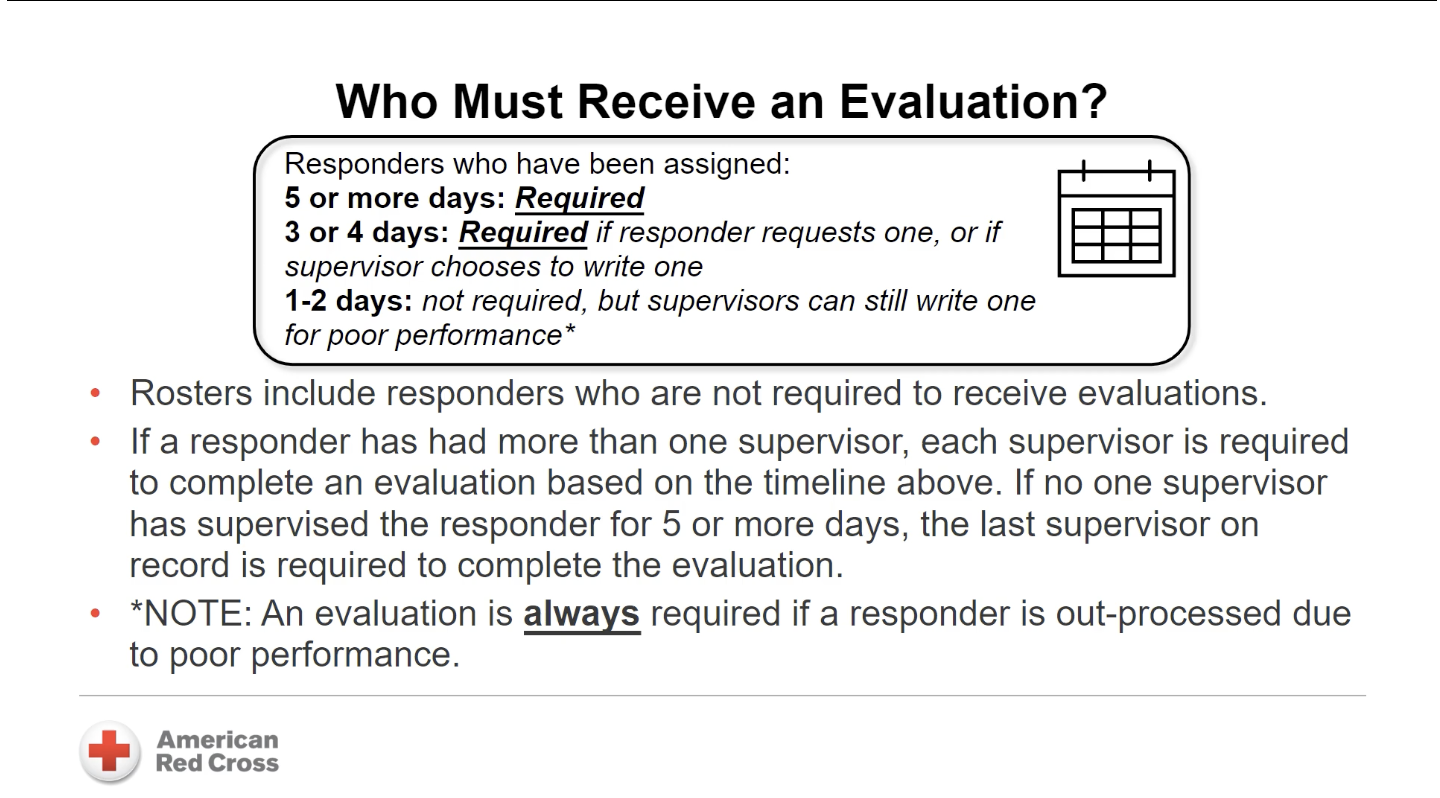 Who Must Receive an Evaluation?
Responders who have been assigned:
5 or more days: Required
3 or 4 days: Required if responder requests one, or if
supervisor chooses to write one
1-2 days: not required, but supervisors can still write one
for poor performance*
• Rosters include responders who are not required to receive evaluations.
• If a responder has had more than one supervisor, each supervisor is required
to complete an evaluation based on the timeline above. If no one supervisor
has supervised the responder for 5 or more days, the last supervisor on
record is required to complete the evaluation.
• *NOTE: An evaluation is always required if a responder is out-processed due
to poor performance.
American
Red Cross